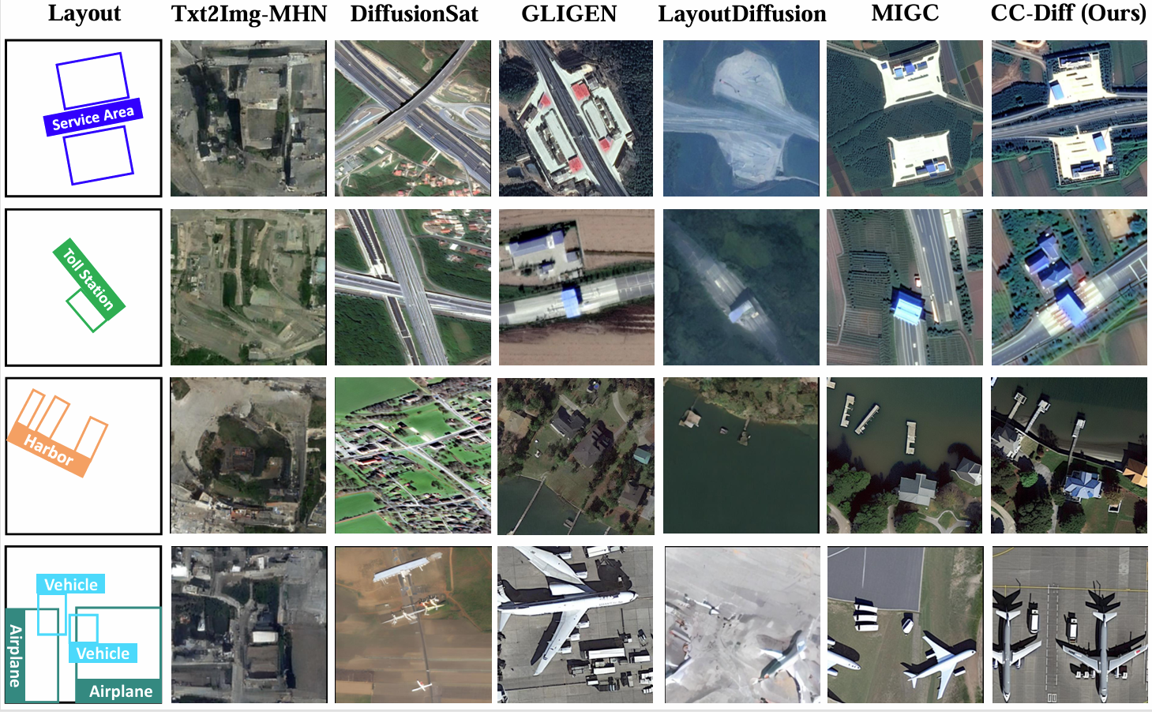 Layout
Txt2Img-MHN
DiffusionSat
GLIGEN
LayoutDiffusion
MIGC
CC-Diff (Ours)
Service Area
Toll Station
Harbor
Vehicle
Airplane
Vehicle
Airplane